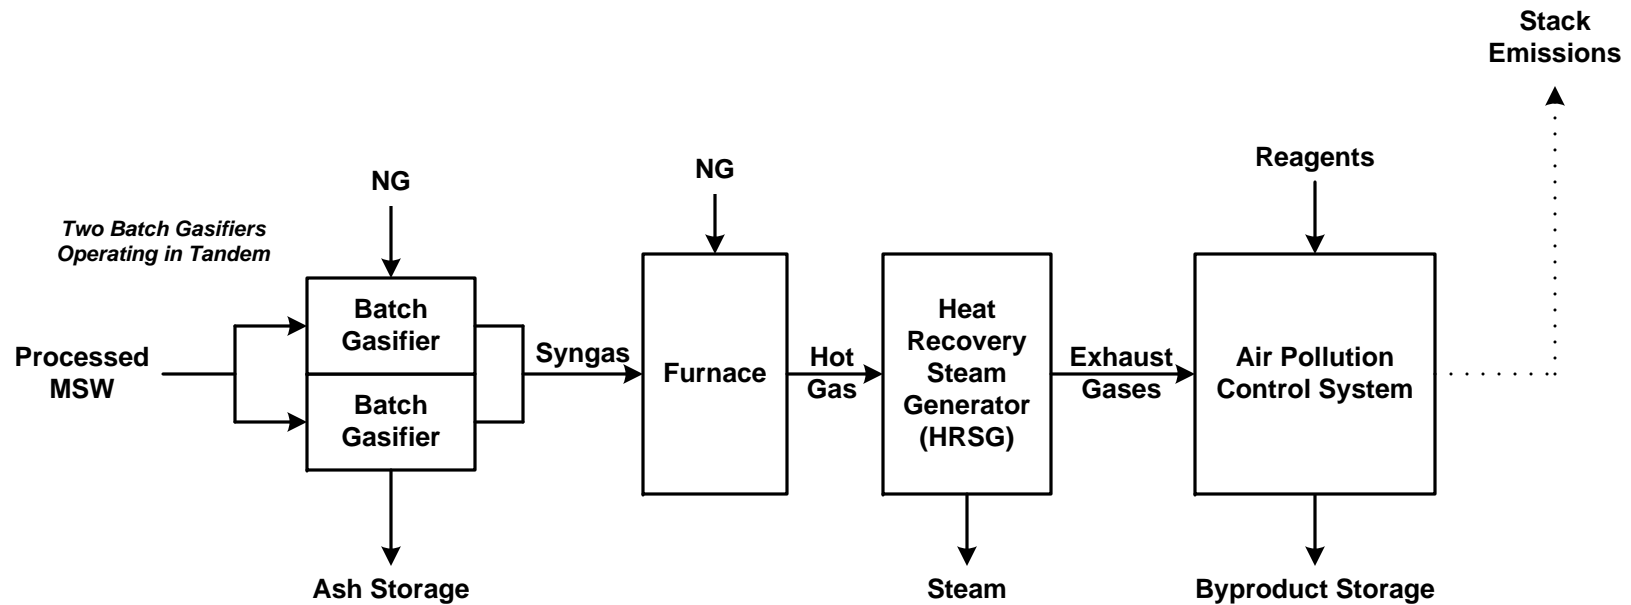 Stack
Emissions
Reagents
NG
NG
Two Batch Gasifiers
Operating in Tandem
Batch
Gasifier
Batch
Gasifier
Processed
MSW
Syngas
Furnace
Hot
Gas
Heat
Recovery
Steam
Generator
(HRSG)
Exhaust
Gases
Air Pollution
Control System
Ash Storage
Steam
Byproduct Storage